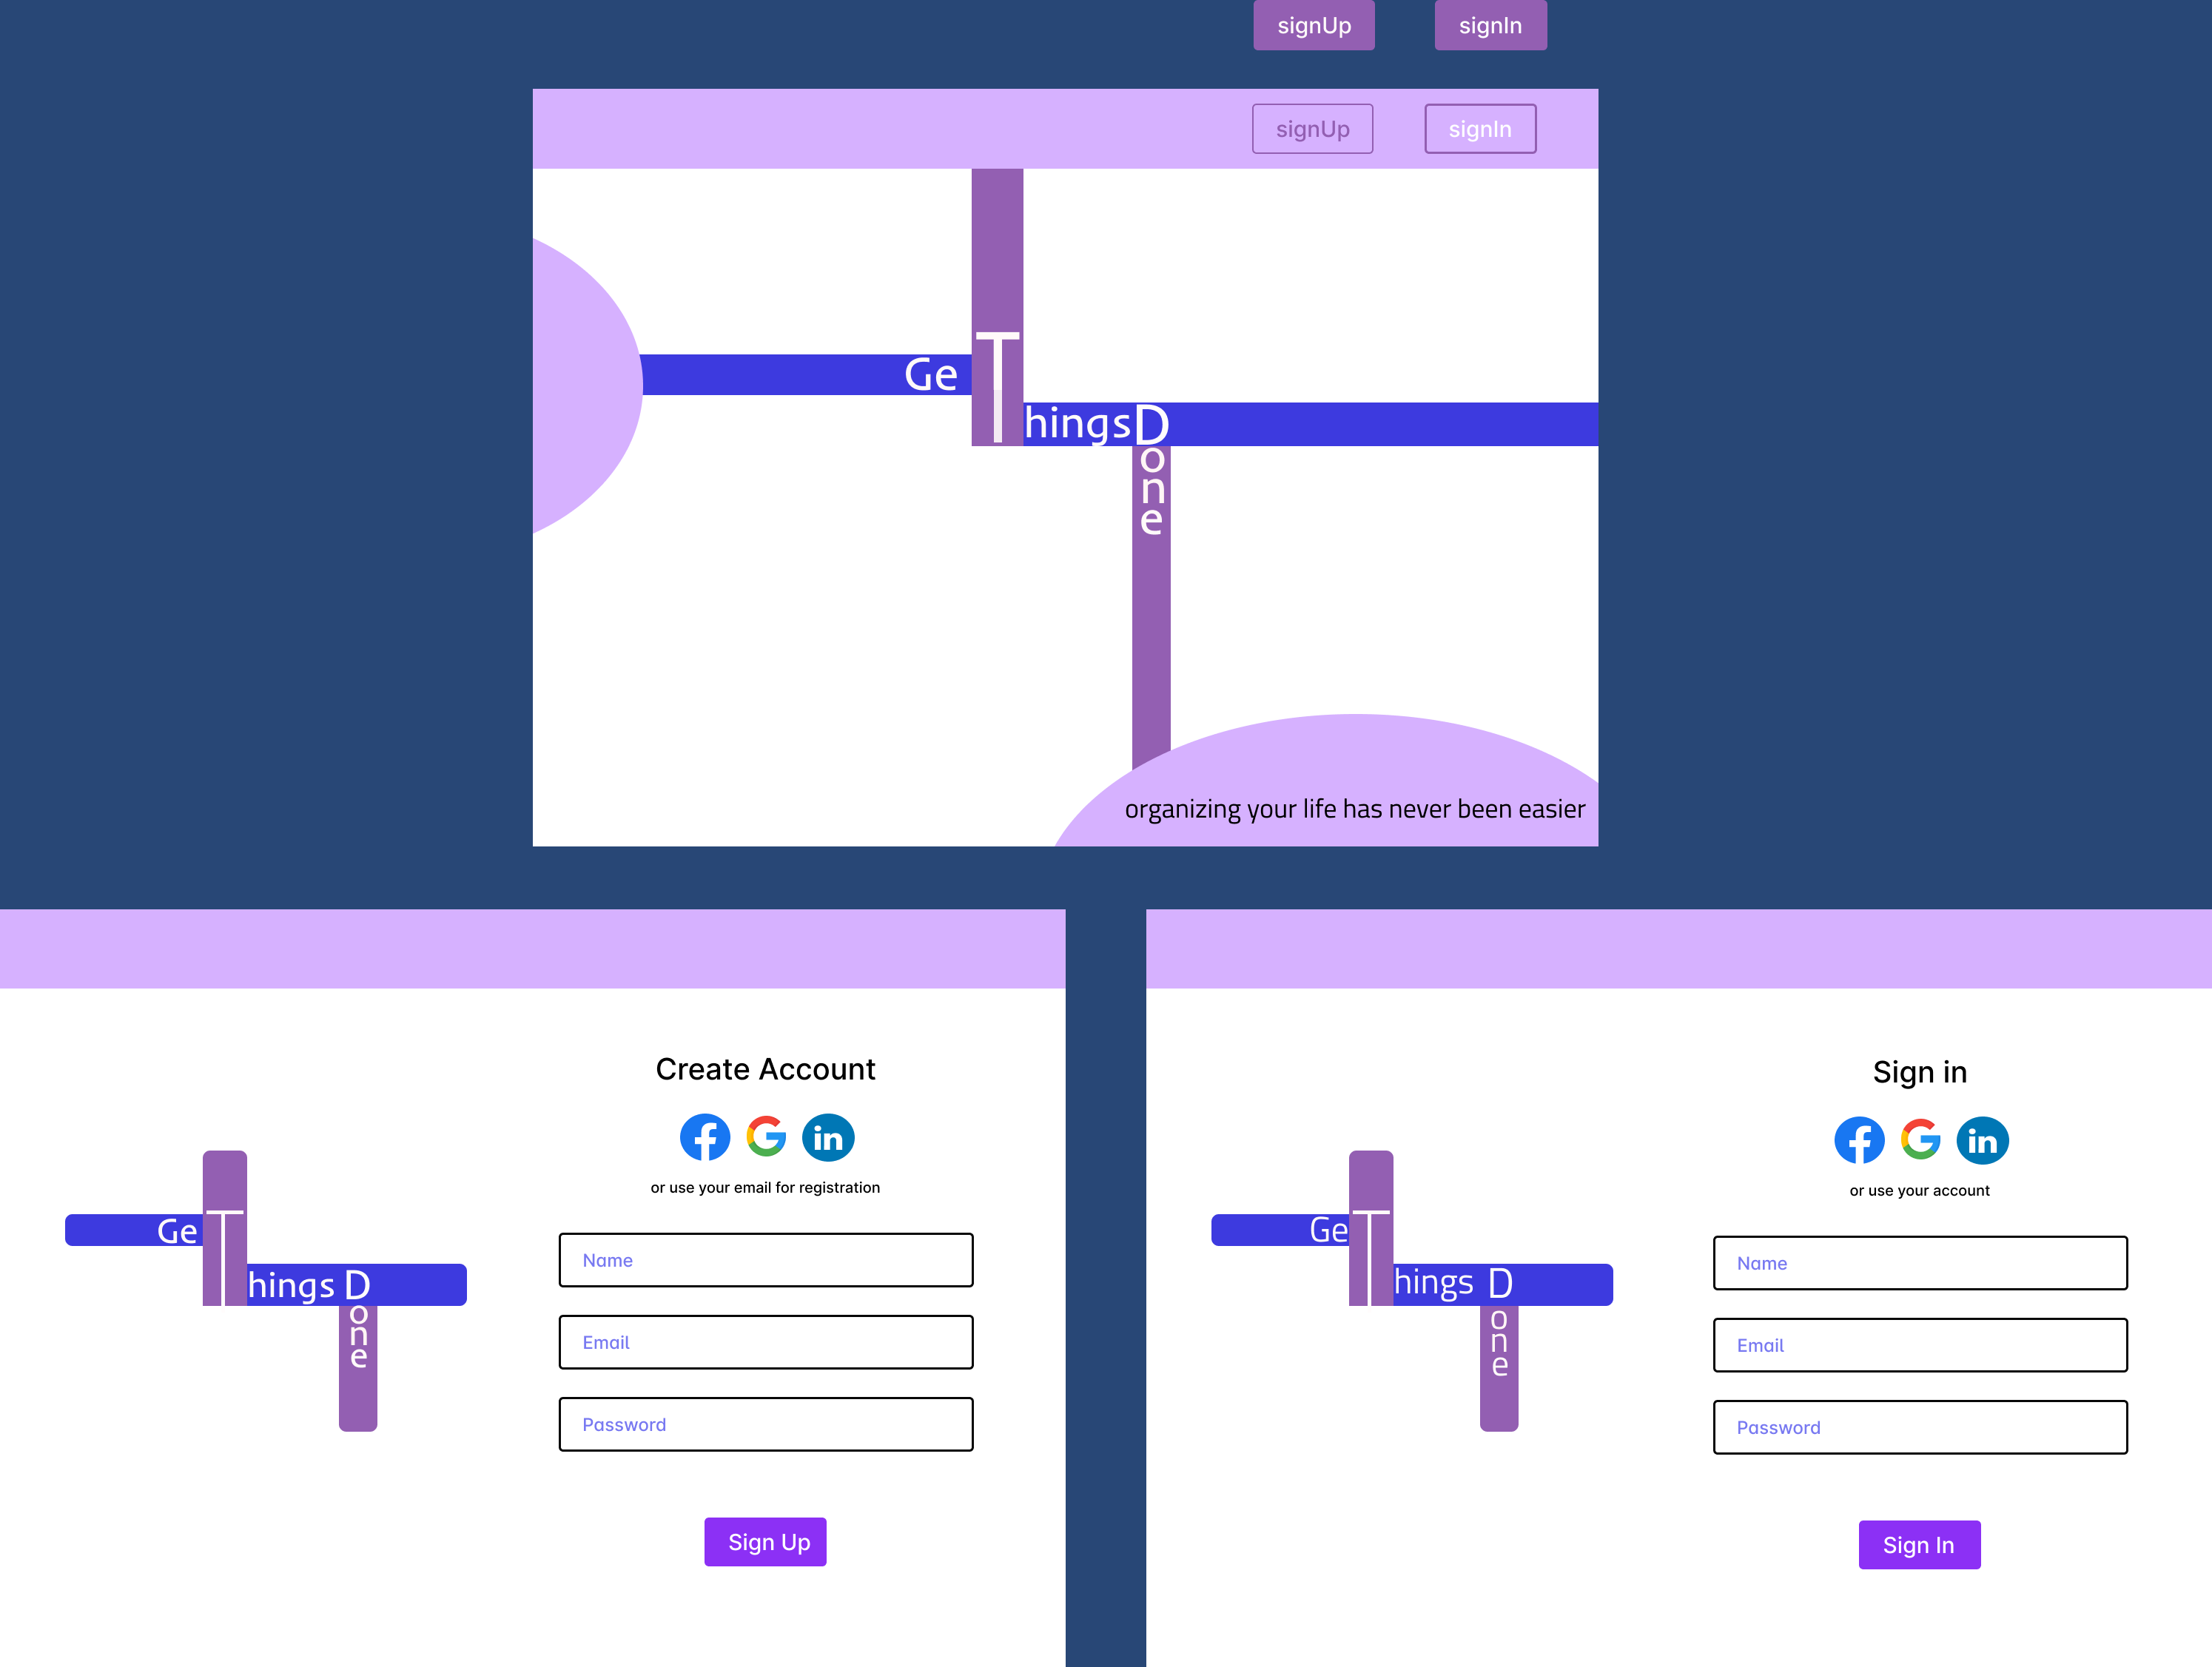 signUp
signIn
signUp
signIn
Ge
T
hingsD
o
n
e
organizing your life has never been easier
Create Account
or use your email for registration
Name
Email
Password
Sign Up
Ge
T
hings D
o
n
e
Sign in
or use your account
Name
Email
Password
Sign In
Ge
T
hings D
o
n
e